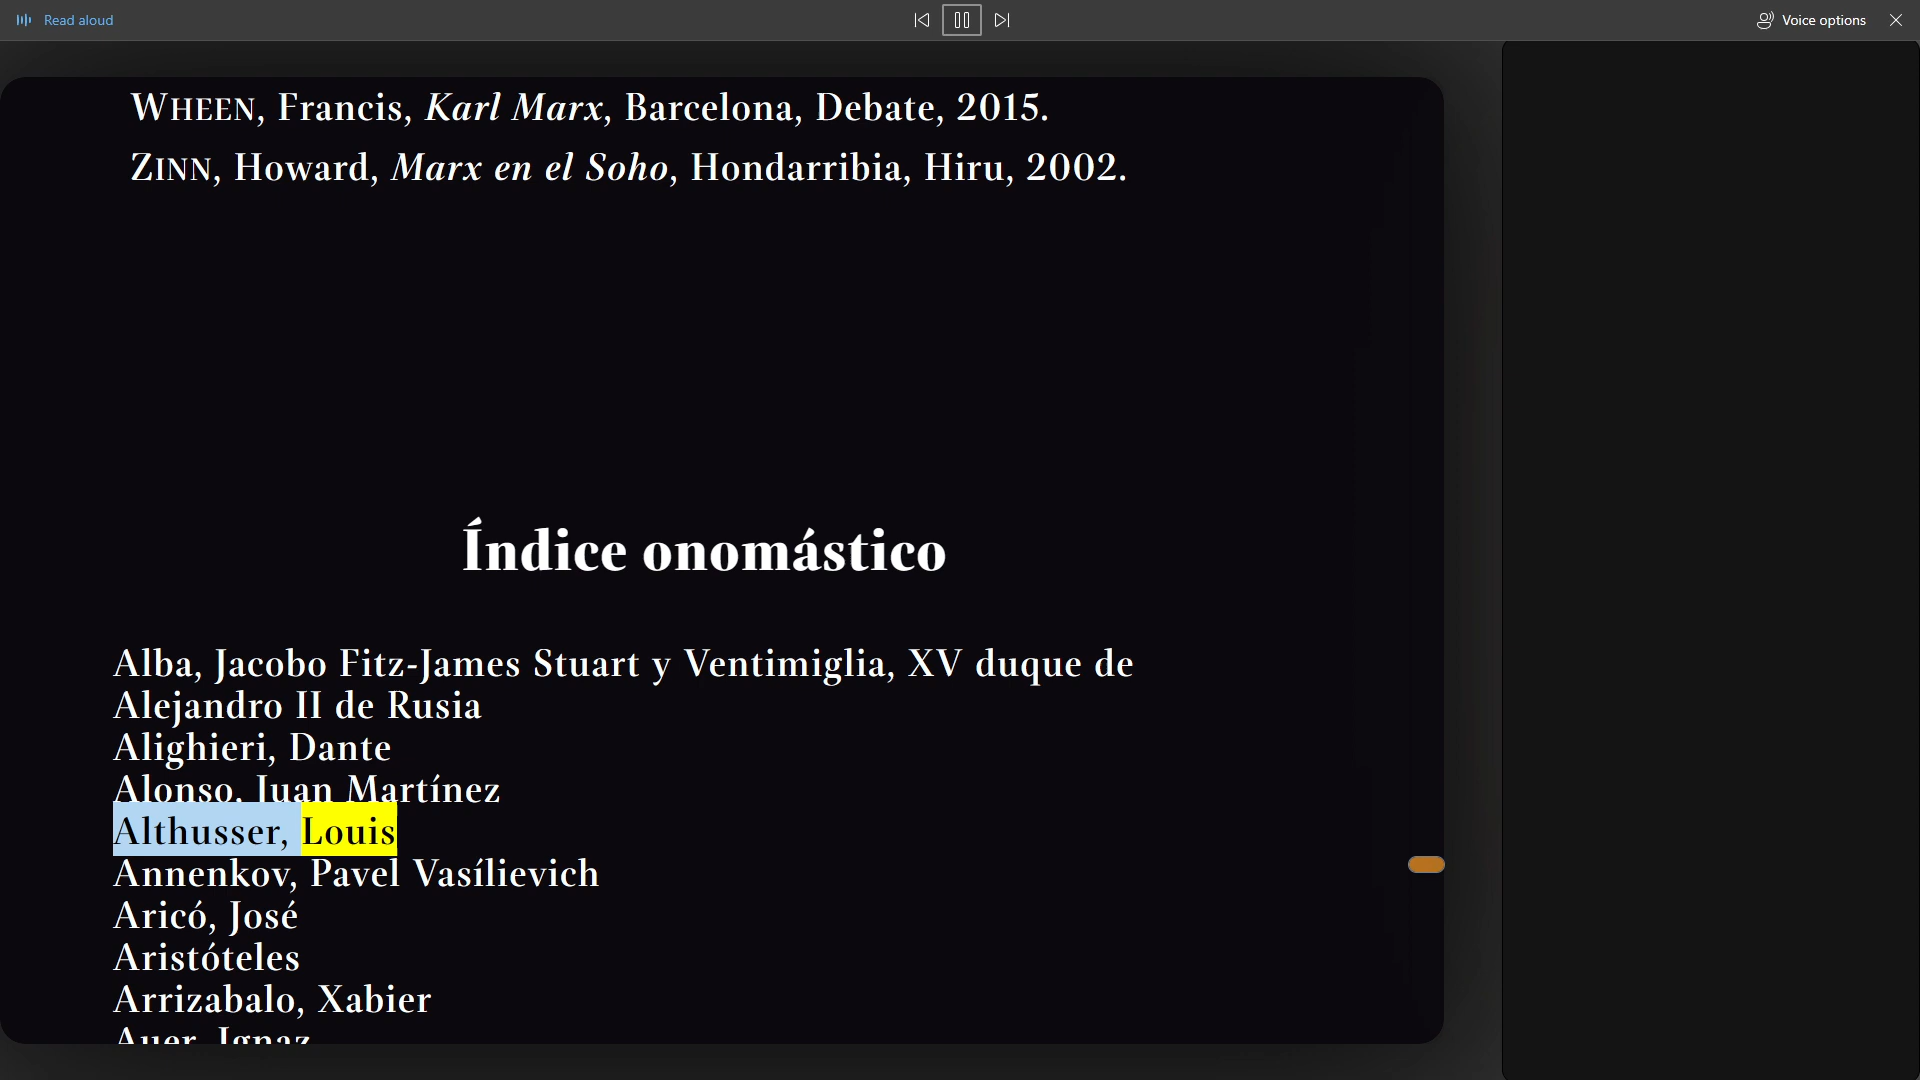 Read aloud
Voice options
WHEEN, Francis, Karl Marx, Barcelona, Debate, 2015.
ZINN, Howard, Marx en el Soho, Hondarribia, Hiru, 2002.
Índice onomástico
Alba, Jacobo Fitz-James Stuart y Ventimiglia, XV duque de
Alejandro II de Rusia
Alighieri, Dante
Alonso, Juan Martínez
Althusser, Louis
Annenkov, Pavel Vasílievich
Aricó, José
Aristóteles
Arrizabalo, Xabier
Auer, Ignaz